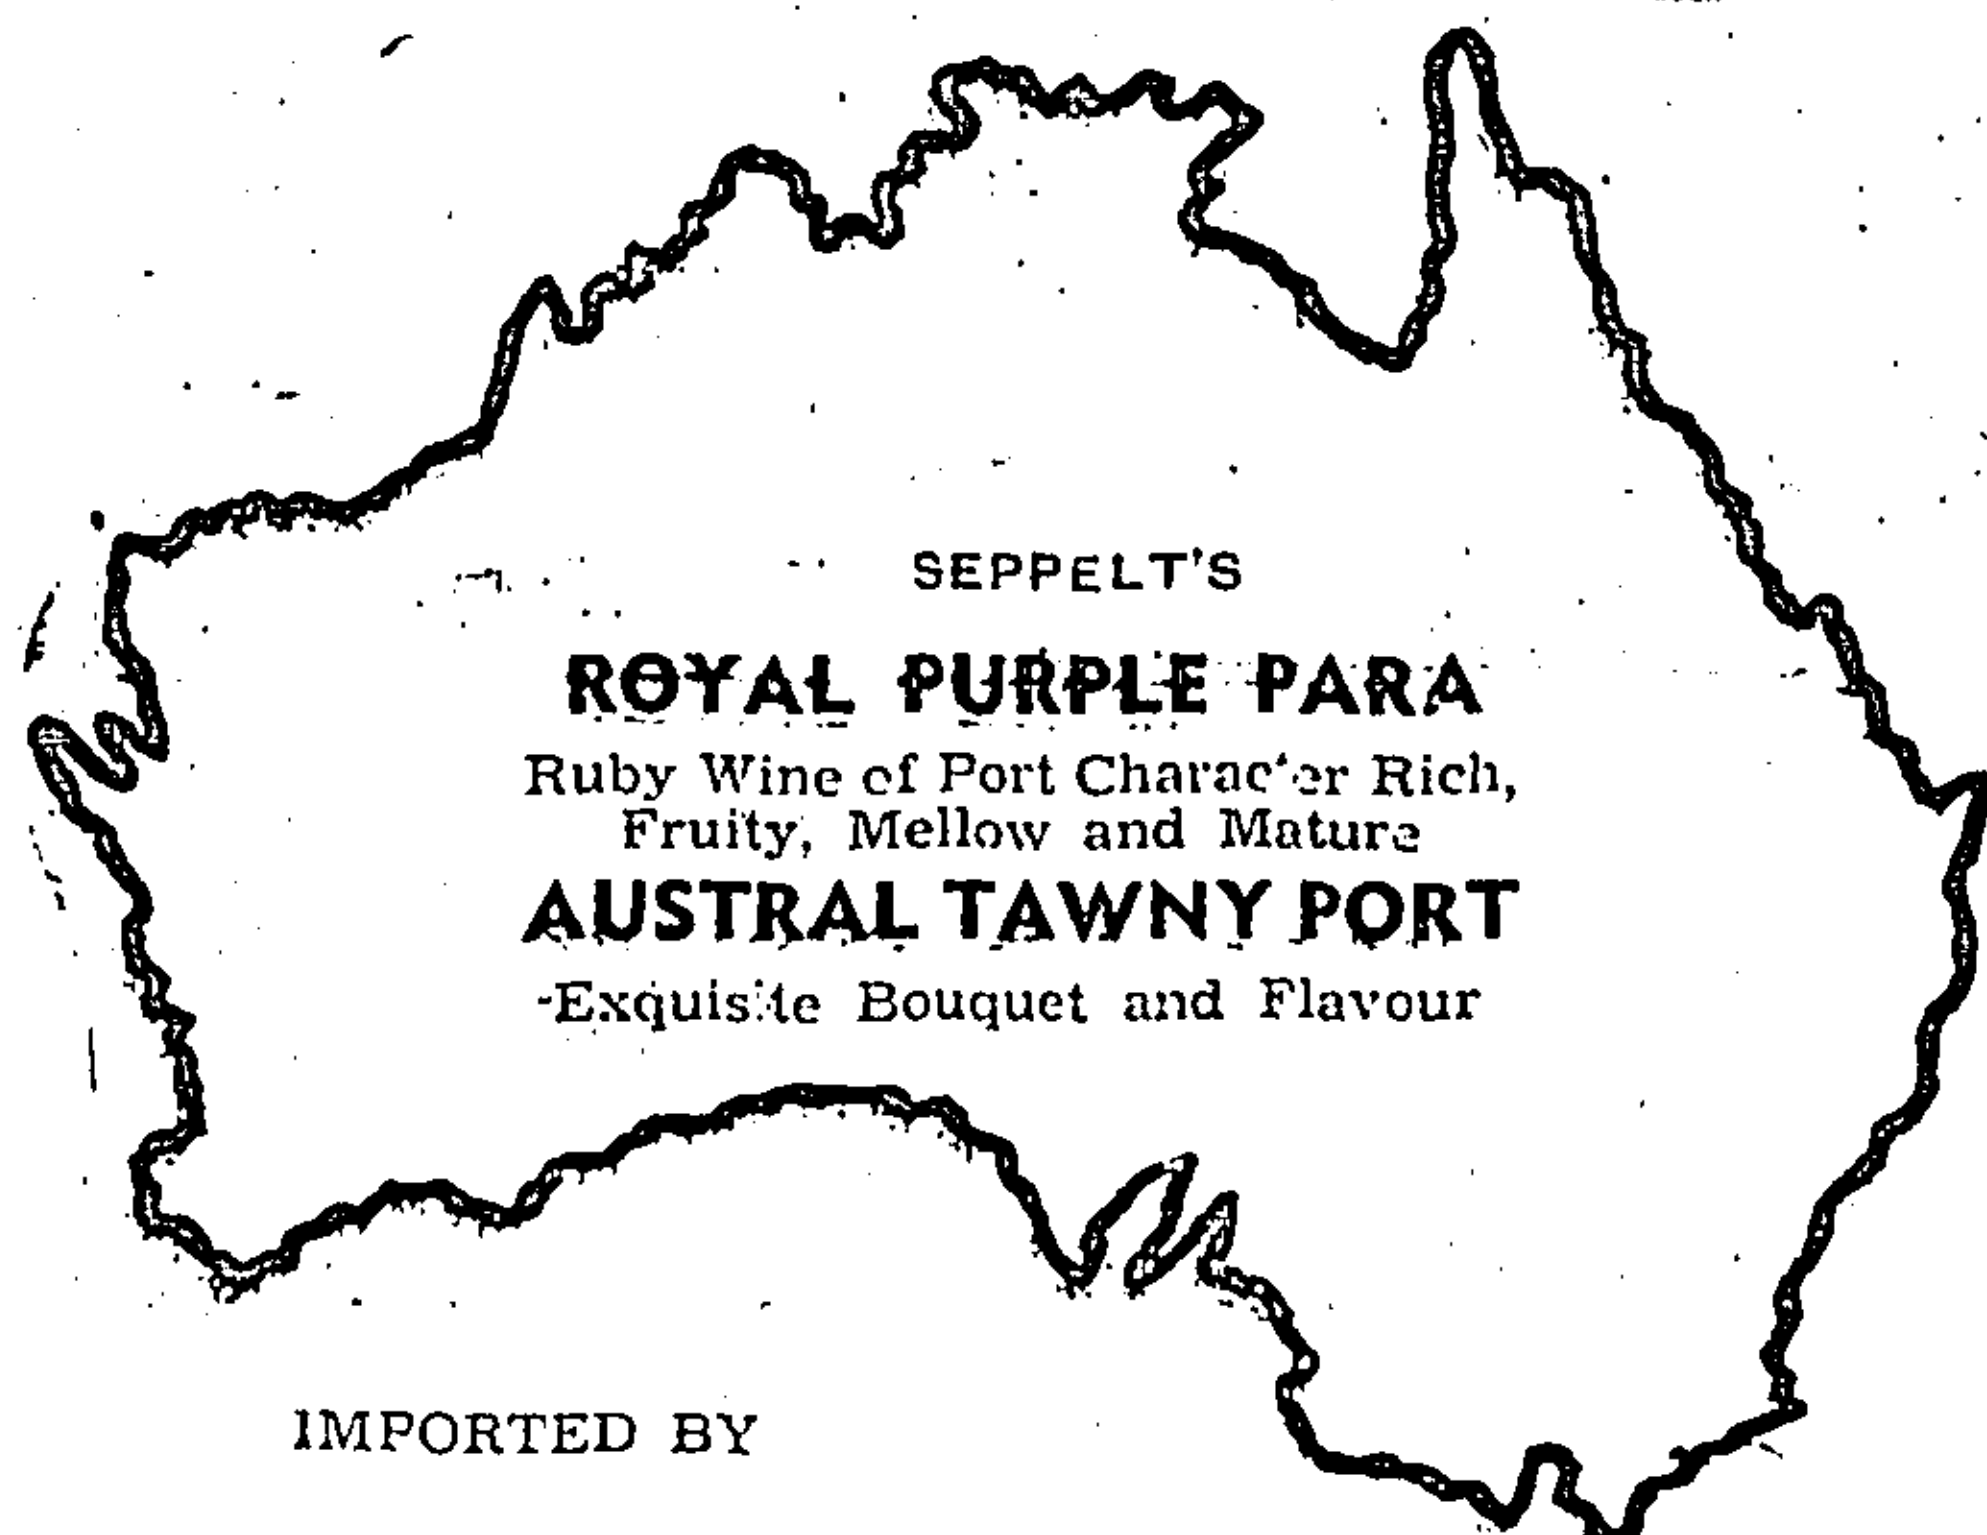 SEPPELT'S
ROYAL PURPLE PARA
Ruby Wine of Port Character Rich,
Fruity, Mellow and Mature
AUSTRAL TAWNY PORT
Exquisite Bouquet and Flavour
IMPORTED BY